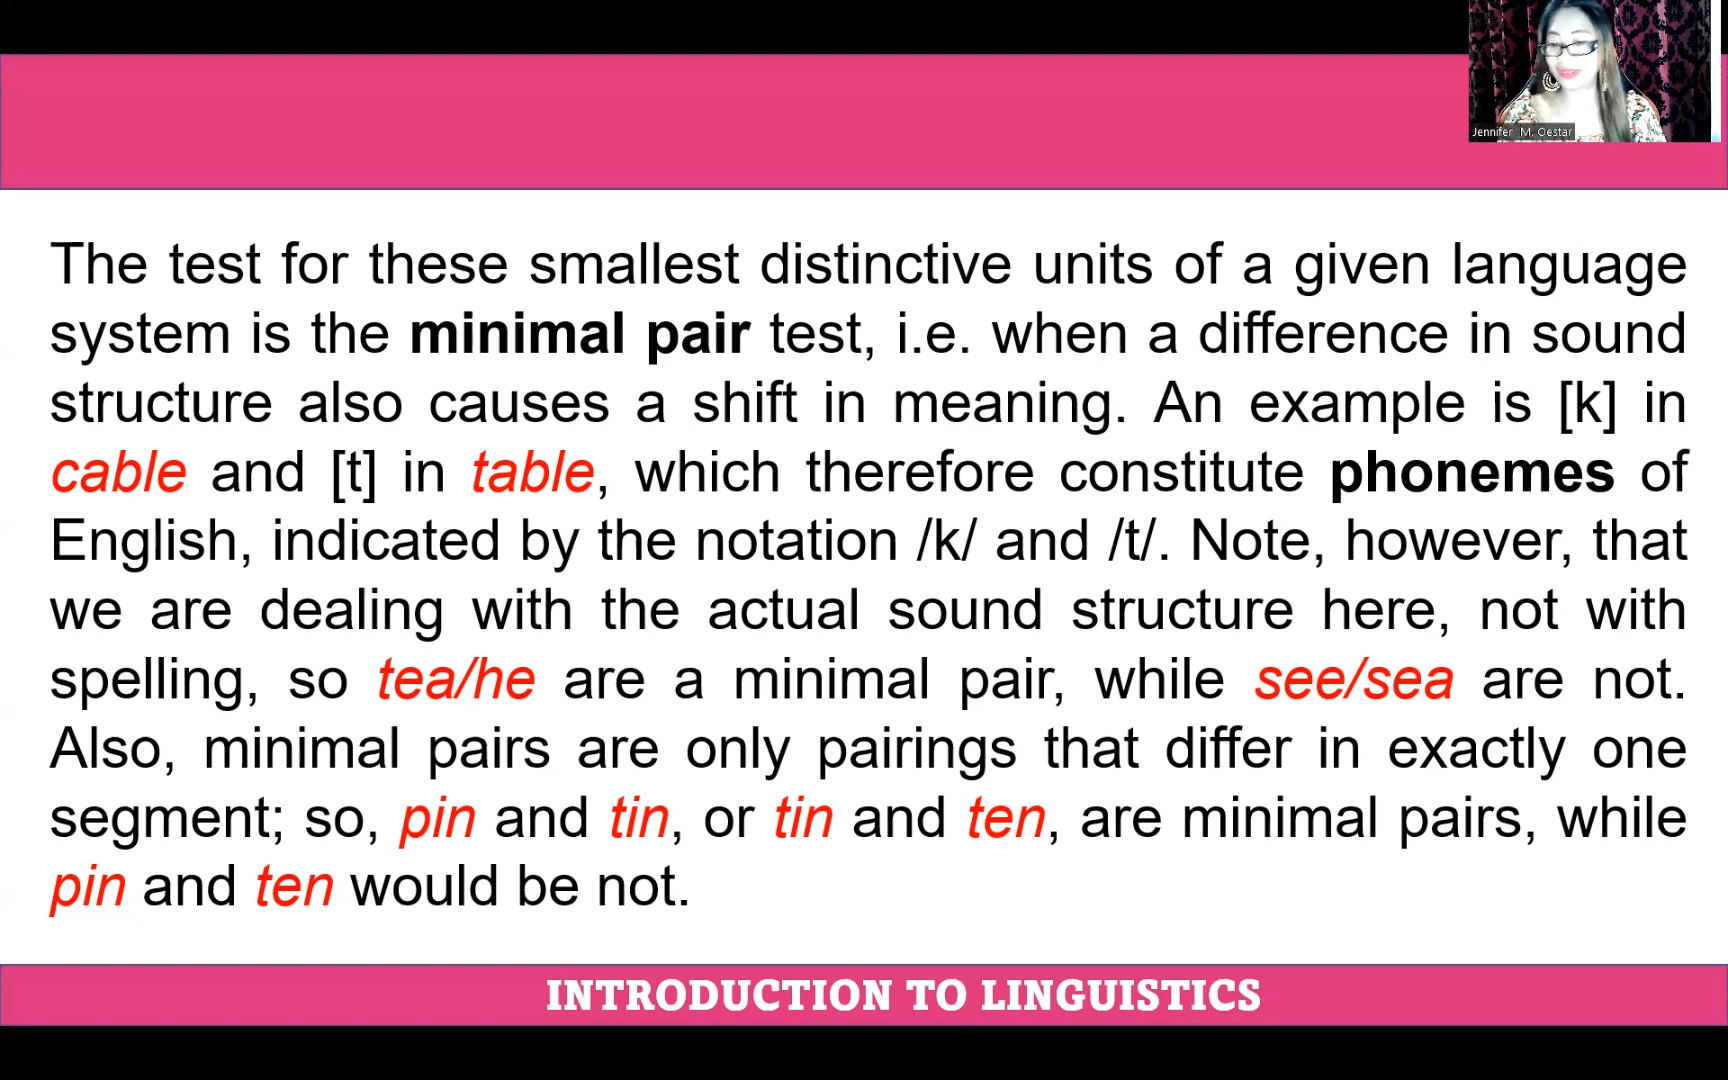 Jennifer M. Oestar
The test for these smallest distinctive units of a given language
system is the minimal pair test, i.e. when a difference in sound
structure also causes a shift in meaning. An example is [k] in
cable and [t] in table, which therefore constitute phonemes of
English, indicated by the notation /k/ and /t/. Note, however, that
we are dealing with the actual sound structure here, not with
spelling, so tea/he are a minimal pair, while see/sea are not.
Also, minimal pairs are only pairings that differ in exactly one
segment; so, pin and tin, or tin and ten, are minimal pairs, while
pin and ten would be not.
INTRODUCTION TO LINGUISTICS